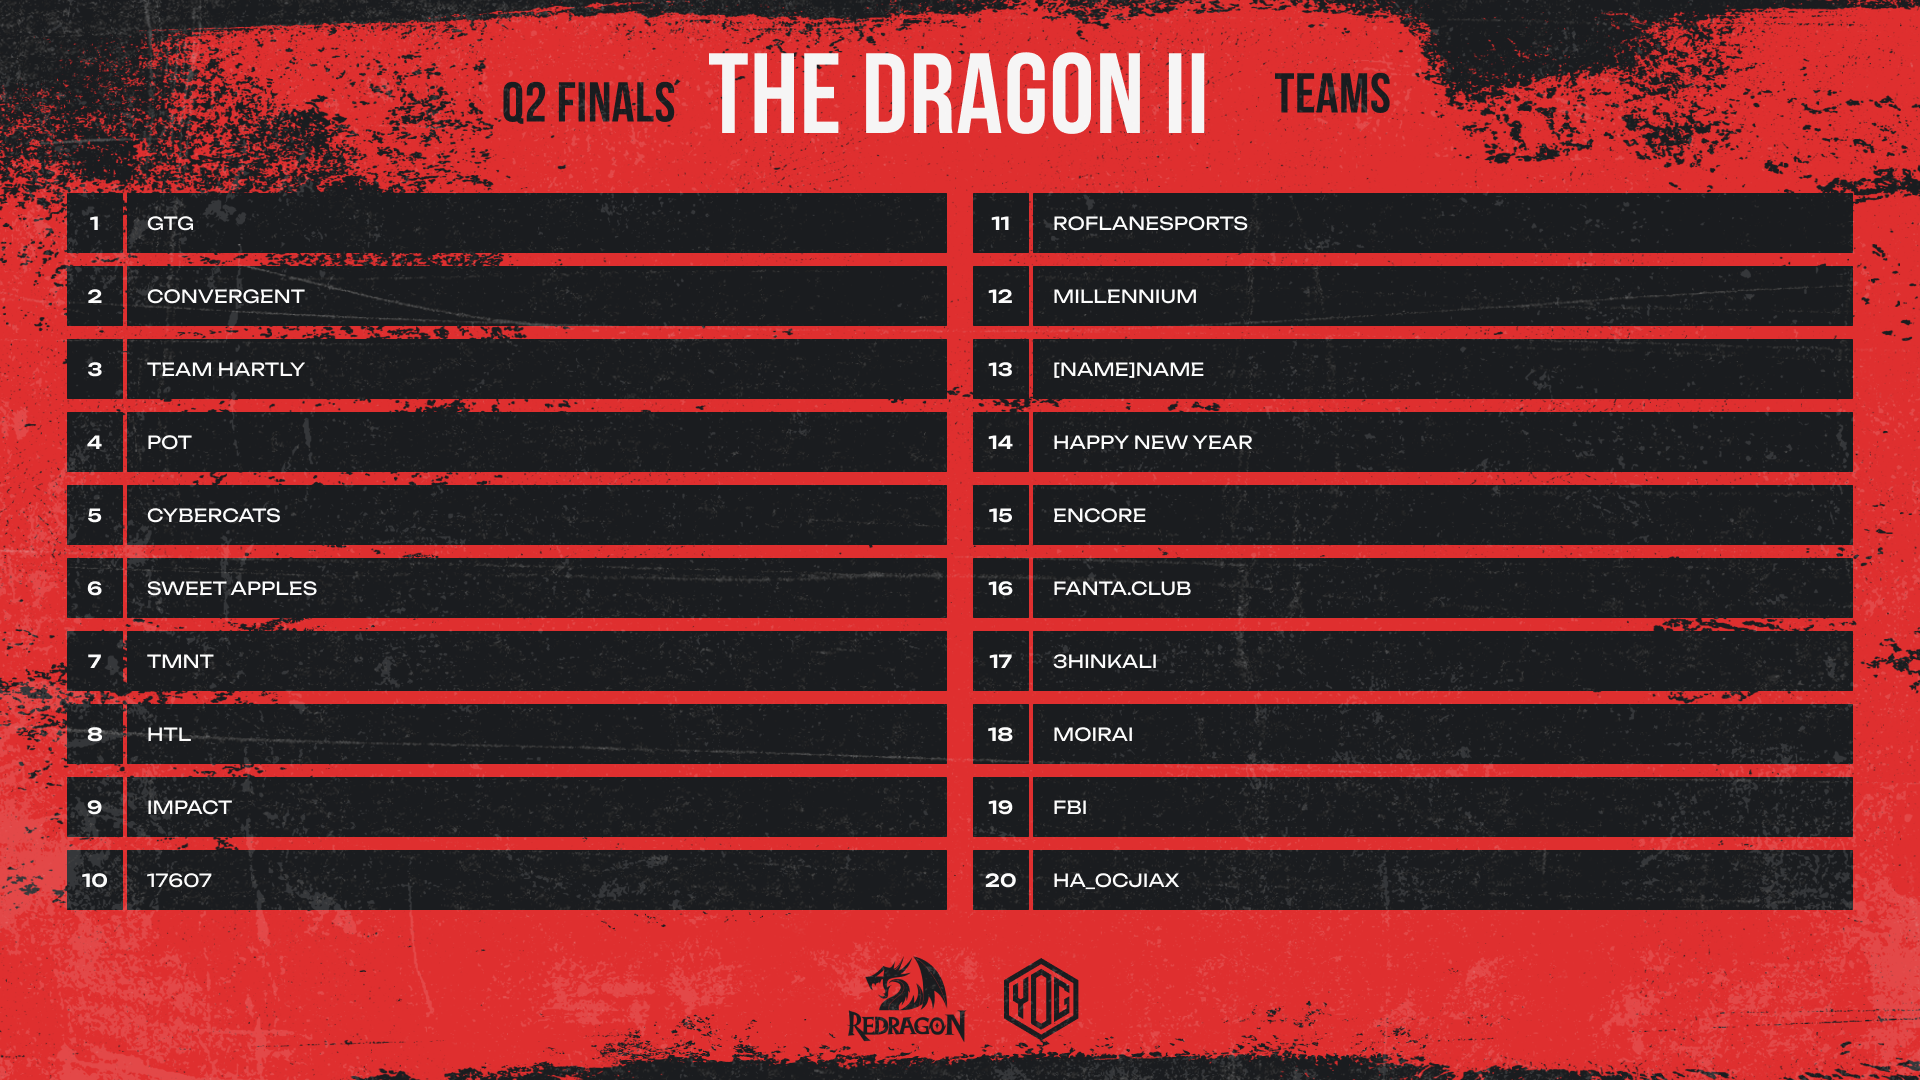 Q2 FINALS THE DRAGON II TEAMS
1 GTG
2 CONVERGENT
3 TEAM HARTLY
4 POT
5 CYBERCATS
6 SWEET APPLES
7 TMNT
8 HTL
9 IMPACT
10 17607
11 ROFLANESPORTS
12 MILLENNIUM
13 [NAME]NAME
14 HAPPY NEW YEAR
15 ENCORE
16 FANTA.CLUB
17 3HINKALI
18 MOIRAI
19 FBI
20 HA_OCJIAX
REDRAGON
YOG